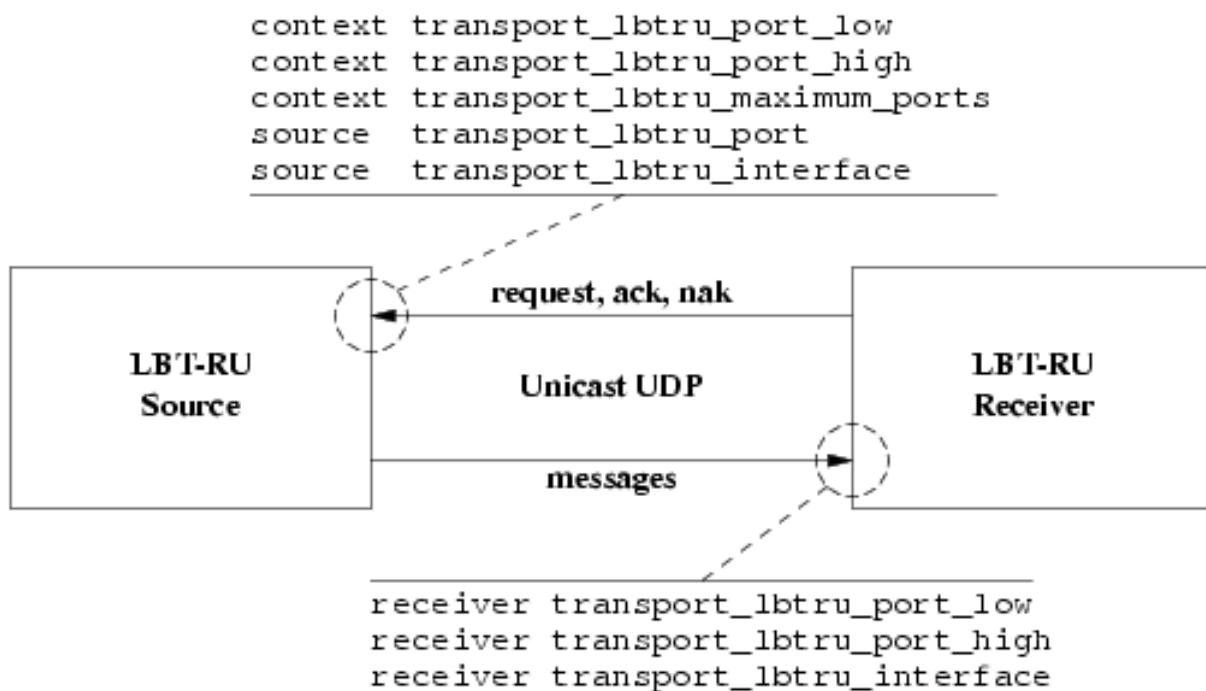 context transport_lbtru_port_low
context transport_lbtru_port_high
context transport_lbtru_maximum_ports
source transport_lbtru_port
source transport_lbtru_interface
request, ack, nak
LBT-RU
Source
Unicast UDP
LBT-RU
Receiver
messages
receiver transport_lbtru_port_low
receiver transport_lbtru_port_high
receiver transport_lbtru_interface